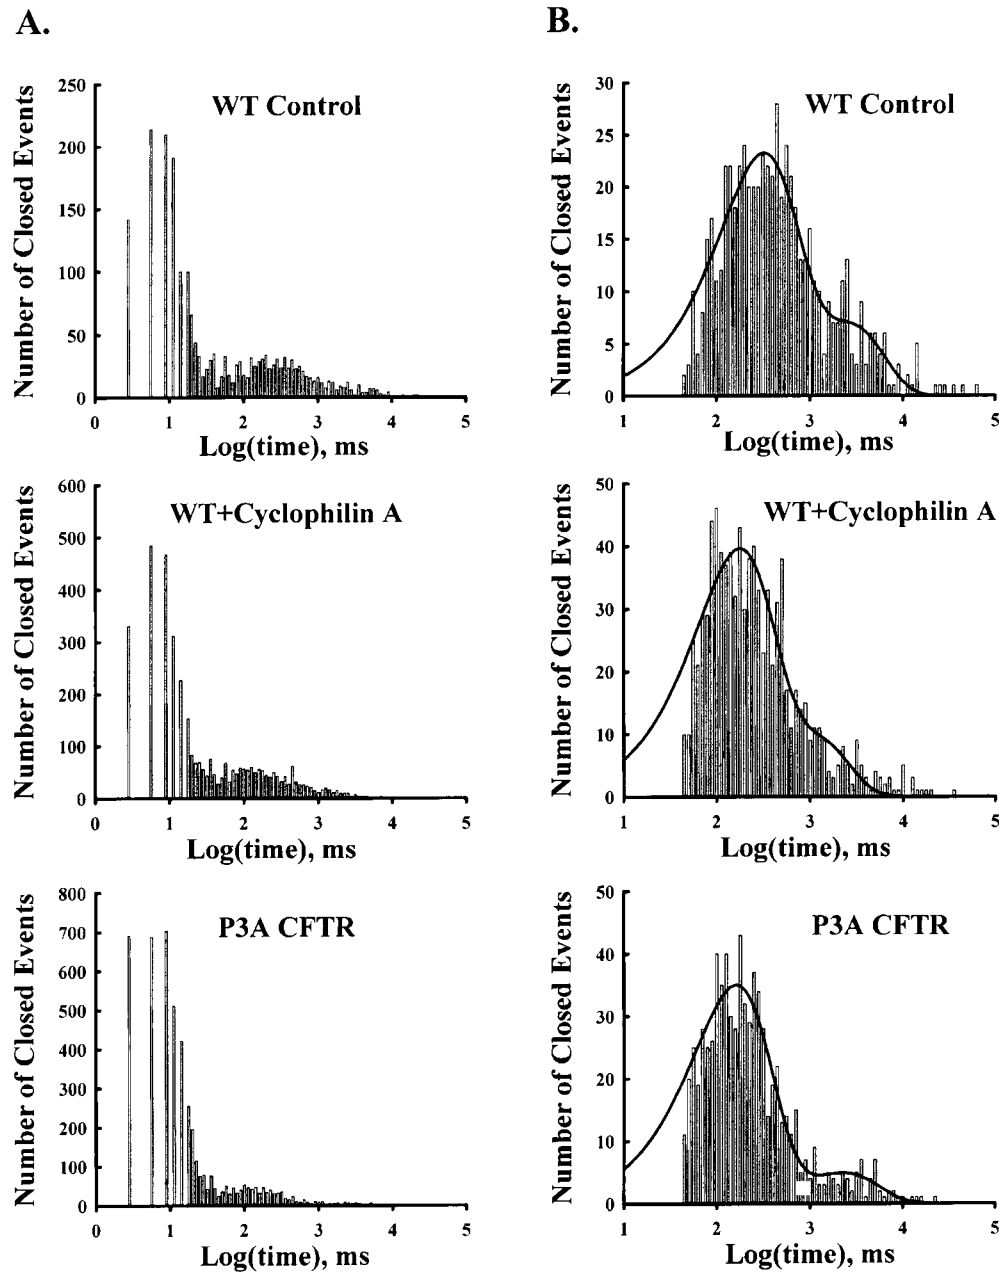 A.
B.
Number of Closed Events
WT Control
250
200
150
100
50
0
0 1 2 3 4 5
Log(time), ms
Number of Closed Events
WT Control
30
25
20
15
10
5
0
1 2 3 4 5
Log(time), ms
Number of Closed Events
WT+Cyclophilin A
600
500
400
300
200
100
0
0 1 2 3 4 5
Log(time), ms
Number of Closed Events
WT+Cyclophilin A
50
40
30
20
10
0
1 2 3 4 5
Log(time), ms
Number of Closed Events
P3A CFTR
800
700
600
500
400
300
200
100
0
0 1 2 3 4 5
Log(time), ms
Number of Closed Events
P3A CFTR
50
40
30
20
10
0
1 2 3 4 5
Log(time), ms